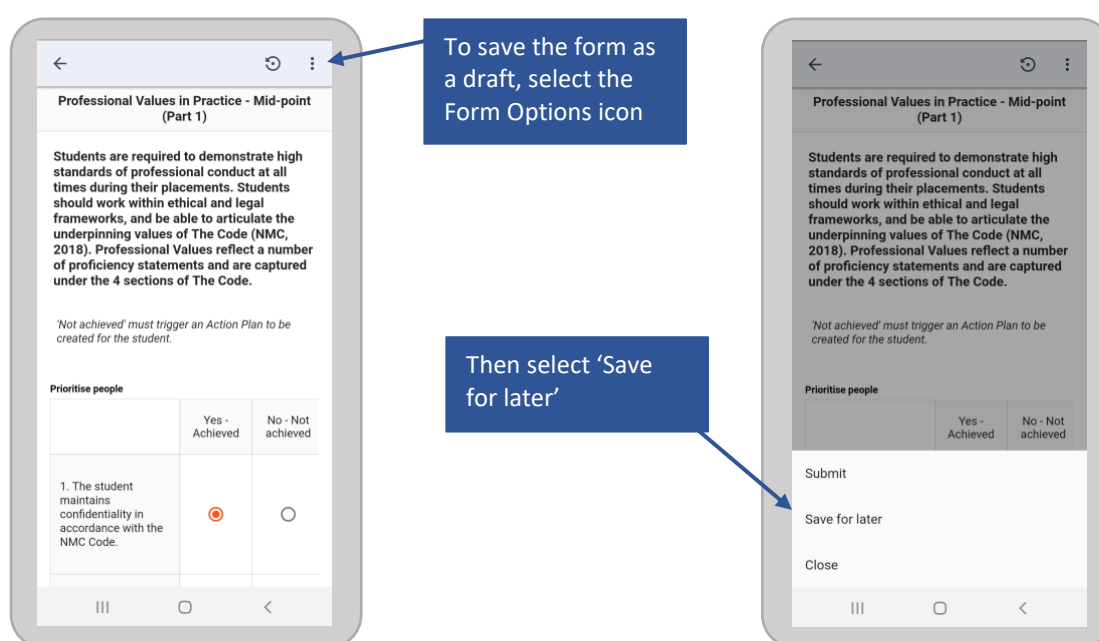 Professional Values in Practice - Mid-point
(Part 1)
Students are required to demonstrate high
standards of professional conduct at all
times during their placements. Students
should work within ethical and legal
frameworks, and be able to articulate the
underpinning values of The Code (NMC,
2018). Professional Values reflect a number
of proficiency statements and are captured
under the 4 sections of The Code.
'Not achieved' must trigger an Action Plan to be
created for the student.
Prioritise people
Yes -
Achieved
No - Not
achieved
1. The student
maintains
confidentiality in
accordance with the
NMC Code.
To save the form as
a draft, select the
Form Options icon
Then select ‘Save
for later’
Professional Values in Practice - Mid-point
(Part 1)
Students are required to demonstrate high
standards of professional conduct at all
times during their placements. Students
should work within ethical and legal
frameworks, and be able to articulate the
underpinning values of The Code (NMC,
2018). Professional Values reflect a number
of proficiency statements and are captured
under the 4 sections of The Code.
'Not achieved' must trigger an Action Plan to be
created for the student.
Prioritise people
Yes -
Achieved
No - Not
achieved
Submit
Save for later
Close